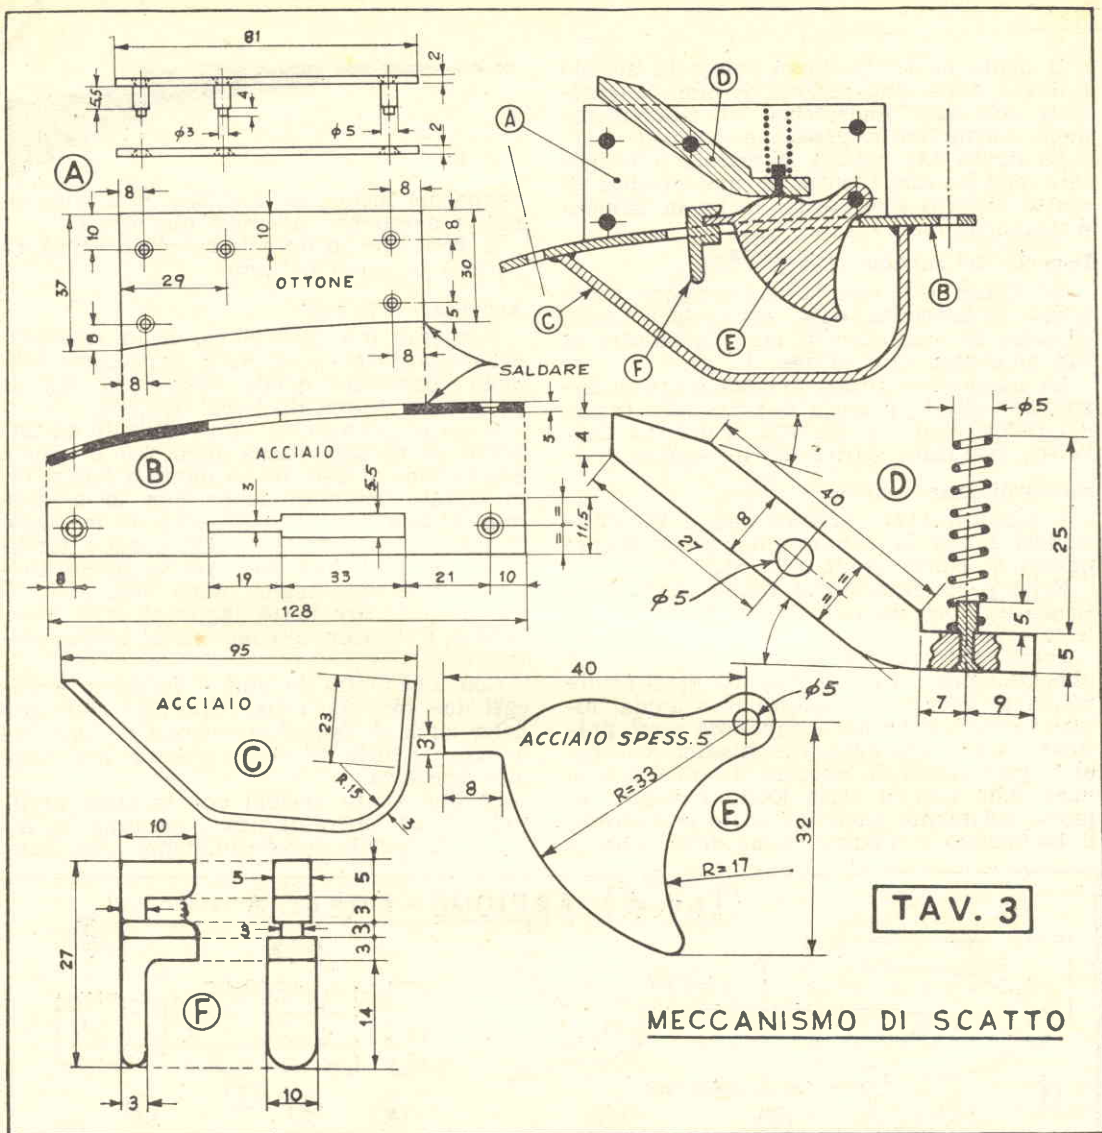 81
2
5,5
4
φ3
φ5
2
A
8
8
10
10
8
37
29
OTTONE
30
5
8
8
8
SALDARE
3
B
ACCIAIO
3
5.5
=
=
11.5
8
19
33
21
10
128
A
D
B
C
F
E
4
D
φ5
40
8
27
φ5
=
=
25
5
5
7
9
95
ACCIAIO
23
C
R.15
3
40
φ5
3
ACCIAIO SPESS.5
8
R=33
E
32
R=17
10
5
5
3
3
3
3
3
27
F
14
3
10
TAV. 3
MECCANISMO DI SCATTO